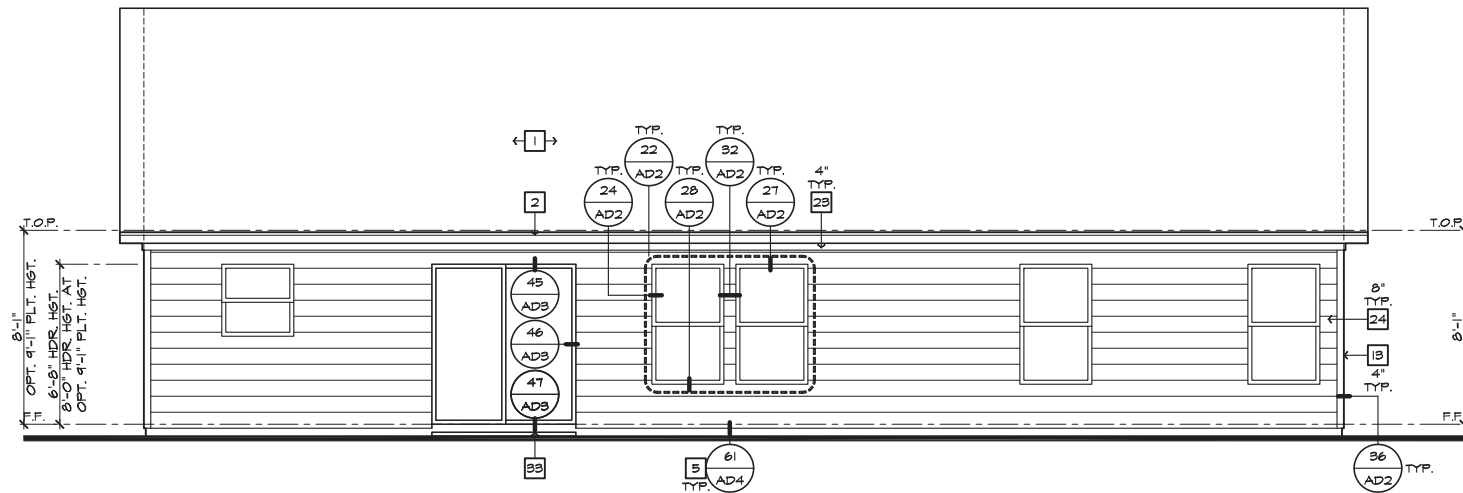 1
TYP.
22
AD2
TYP.
32
AD2
TYP.
24
AD2
TYP.
28
AD2
TYP.
27
AD2
4"
TYP.
23
2
T.O.P.
T.O.P.
8'-1"
OPT. 9'-1" PLT. HGT.
6'-8" HDR. HGT.
8'-0" HDR. HGT. AT
OPT. 9'-1" PLT. HGT.
45
AD3
46
AD3
47
AD3
8"
TYP.
24
13
4"
TYP.
8'-1"
F.F.
F.F.
33
5
TYP.
61
AD4
36
AD2
TYP.